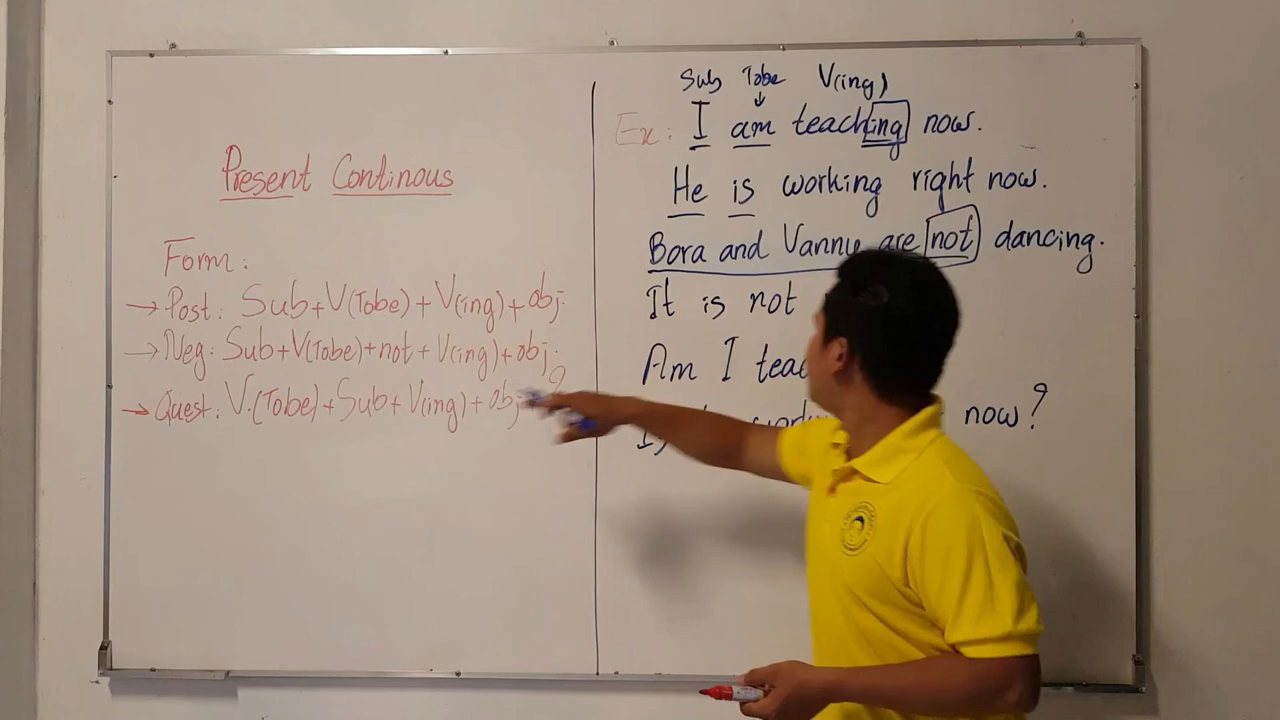 Present Continous
Form:
→ Post: Sub+V(Tobe)+V(ing)+obj.
→ Neg: Sub+V(Tobe)+not+V(ing)+obj.
→ Quest: V.(Tobe)+Sub+V(ing)+obj ?
Sub Tobe V(ing)
Ex: I am teaching now.
He is working right now.
Bora and Vanny are not dancing.
It is not
Am I
now?